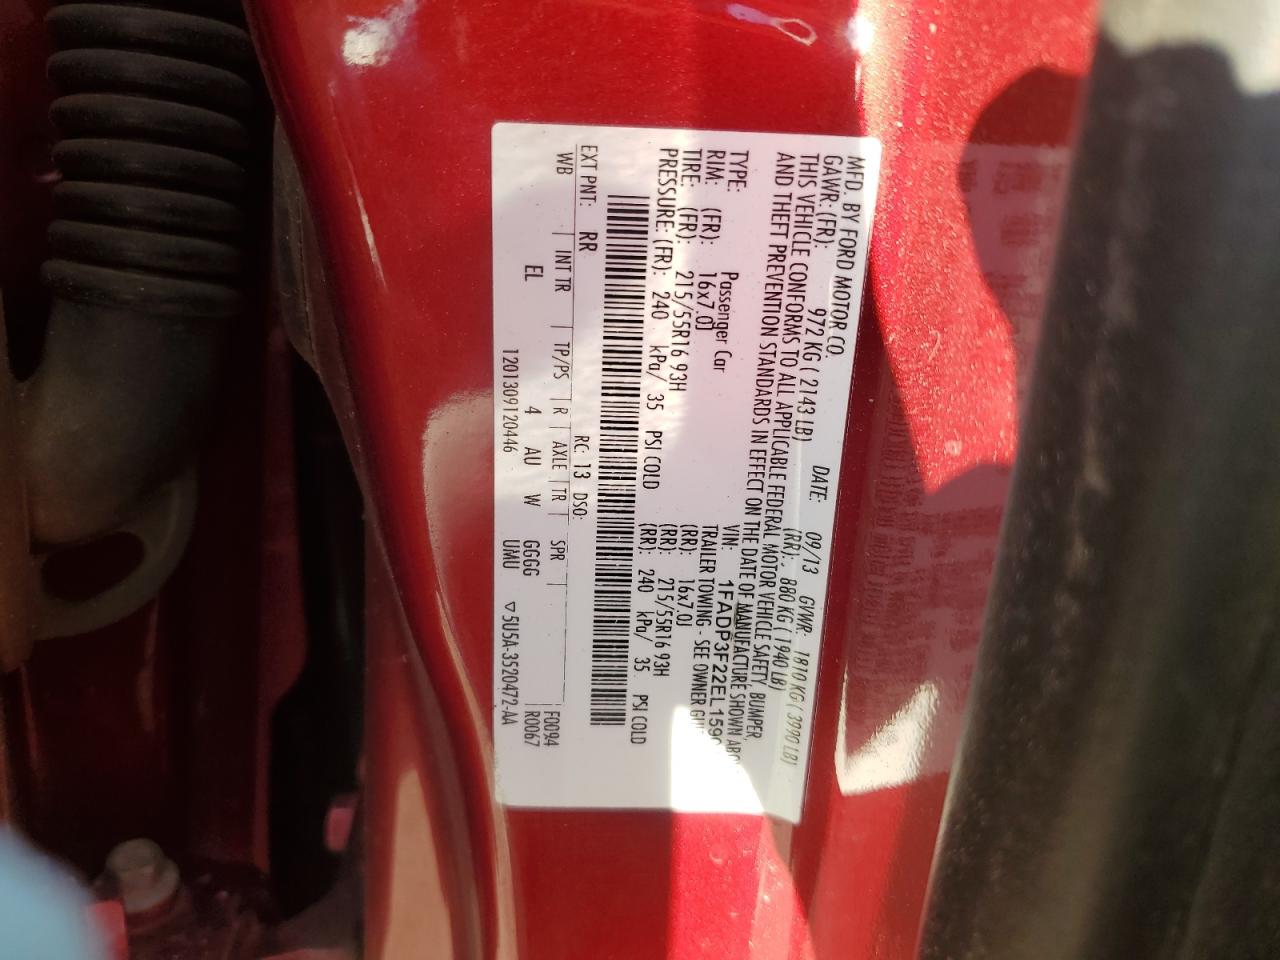 MFD. BY FORD MOTOR CO.
DATE: 09/13 GVWR: 1810 KG ( 3990 LB)
GAWR: (FR): 972 KG ( 2143 LB) (RR): 880 KG ( 1940 LB)
THIS VEHICLE CONFORMS TO ALL APPLICABLE FEDERAL MOTOR VEHICLE SAFETY, BUMPER,
AND THEFT PREVENTION STANDARDS IN EFFECT ON THE DATE OF MANUFACTURE SHOWN
VIN: 1FADP3F22EL159
TYPE: Passenger Car TRAILER TOWING - SEE OWNER
RIM: (FR): 16x7.0J (RR): 16x7.0J
TIRE: (FR): 215/55R16 93H (RR): 215/55R16 93H
PRESSURE: (FR): 240 kPa/ 35 PSI COLD (RR): 240 kPa/ 35 PSI COLD
EXT PNT: RR RC: 13 DSO: F0094
WB INT TR TP/PS R AXLE TR SPR R0067
EL 4 AU W GGGG
1201309120446 UMU ▽5U5A-3520472-AA